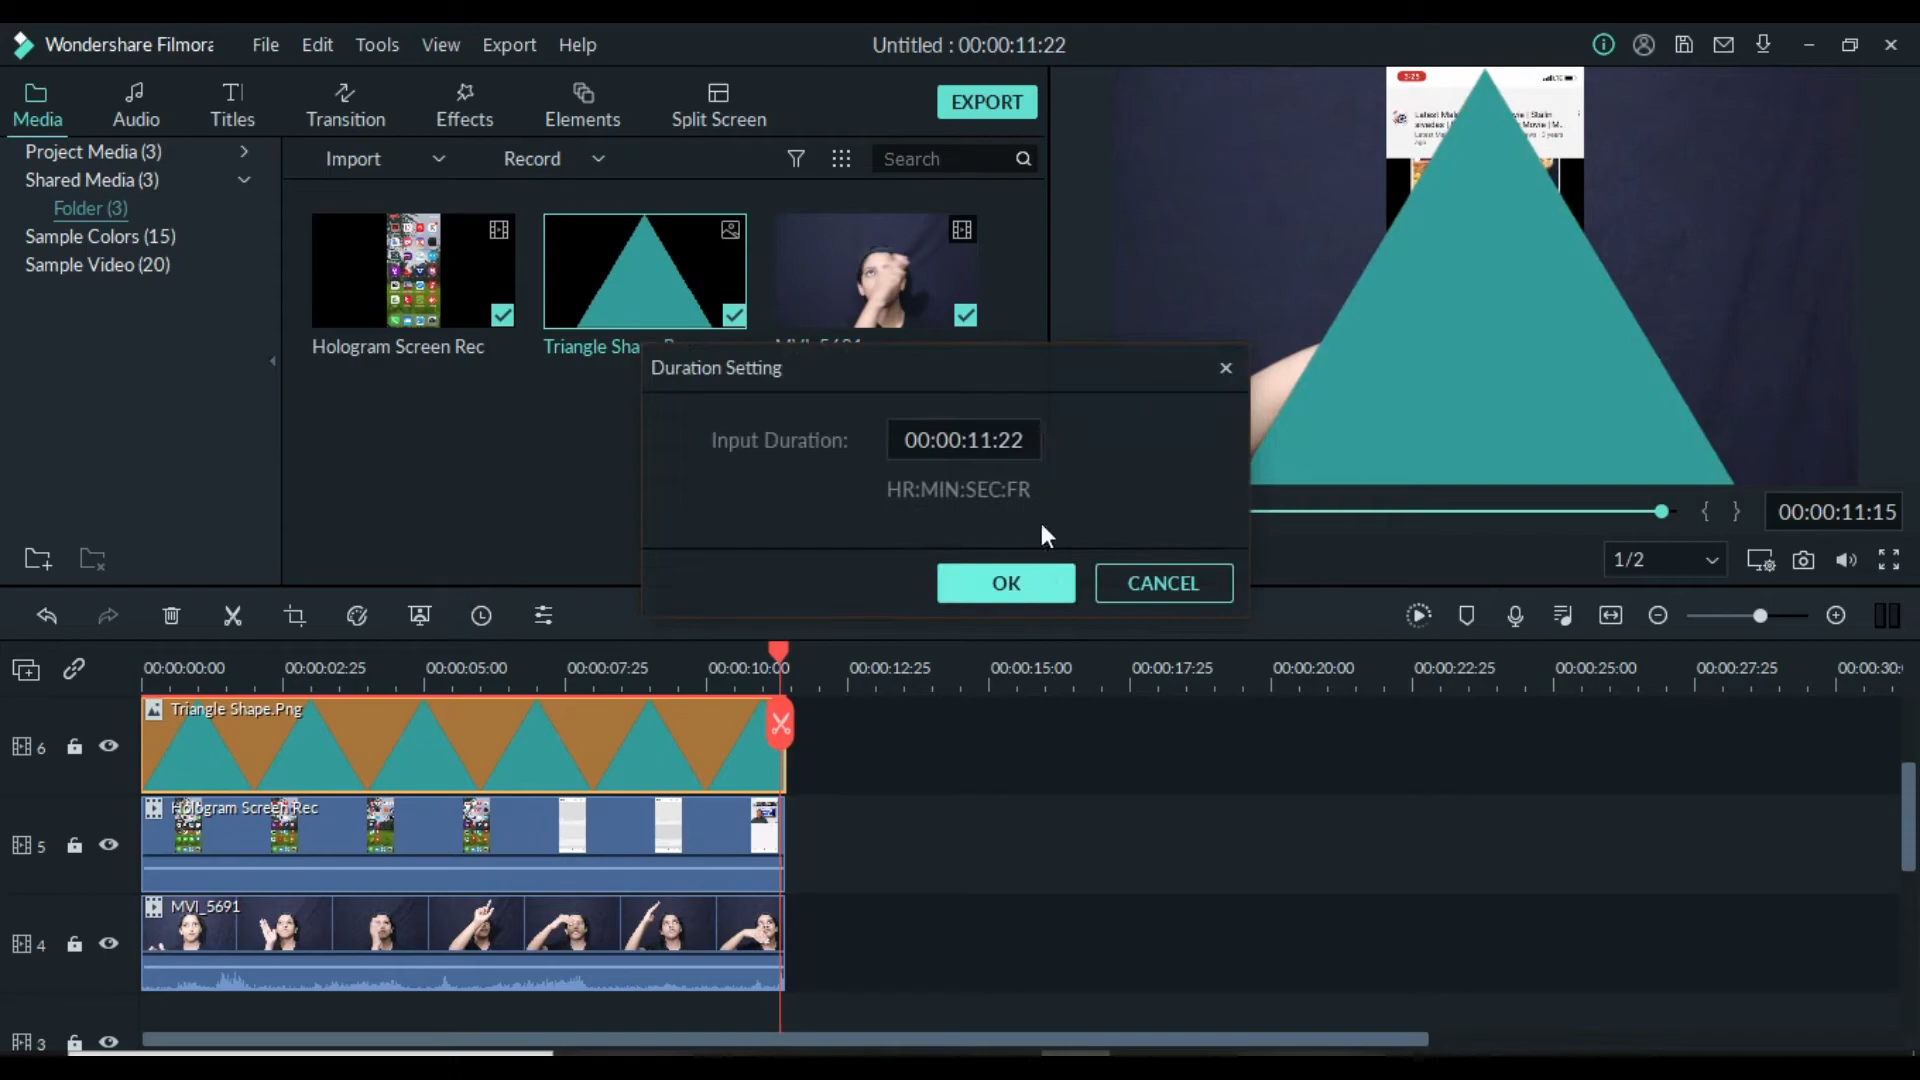 Wondershare Filmora
File Edit Tools View Export Help
Untitled : 00:00:11:22
Media Audio Titles Transition Effects Elements Split Screen
EXPORT
Project Media (3)
Shared Media (3)
Folder (3)
Sample Colors (15)
Sample Video (20)
Import Record Search
Hologram Screen Rec
Triangle Sha
3:25
Duration Setting
Input Duration: 00:00:11:22
HR:MIN:SEC:FR
OK CANCEL
00:00:11:15
1/2
00:00:00:00 00:00:02:25 00:00:05:00 00:00:07:25 00:00:10:00 00:00:12:25 00:00:15:00 00:00:17:25 00:00:20:00 00:00:22:25 00:00:25:00 00:00:27:25 00:00:30:
6
Triangle Shape.Png
5
Hologram Screen Rec
4
MVI_5691
3